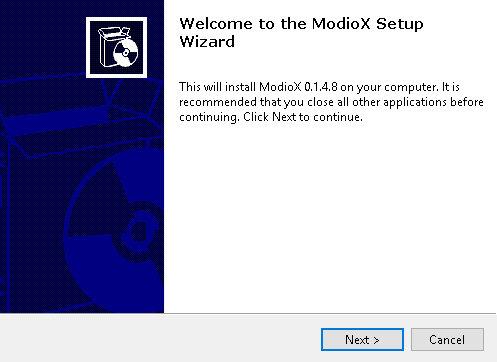 Welcome to the ModioX Setup
Wizard
This will install ModioX 0.1.4.8 on your computer. It is
recommended that you close all other applications before
continuing. Click Next to continue.
Next >
Cancel